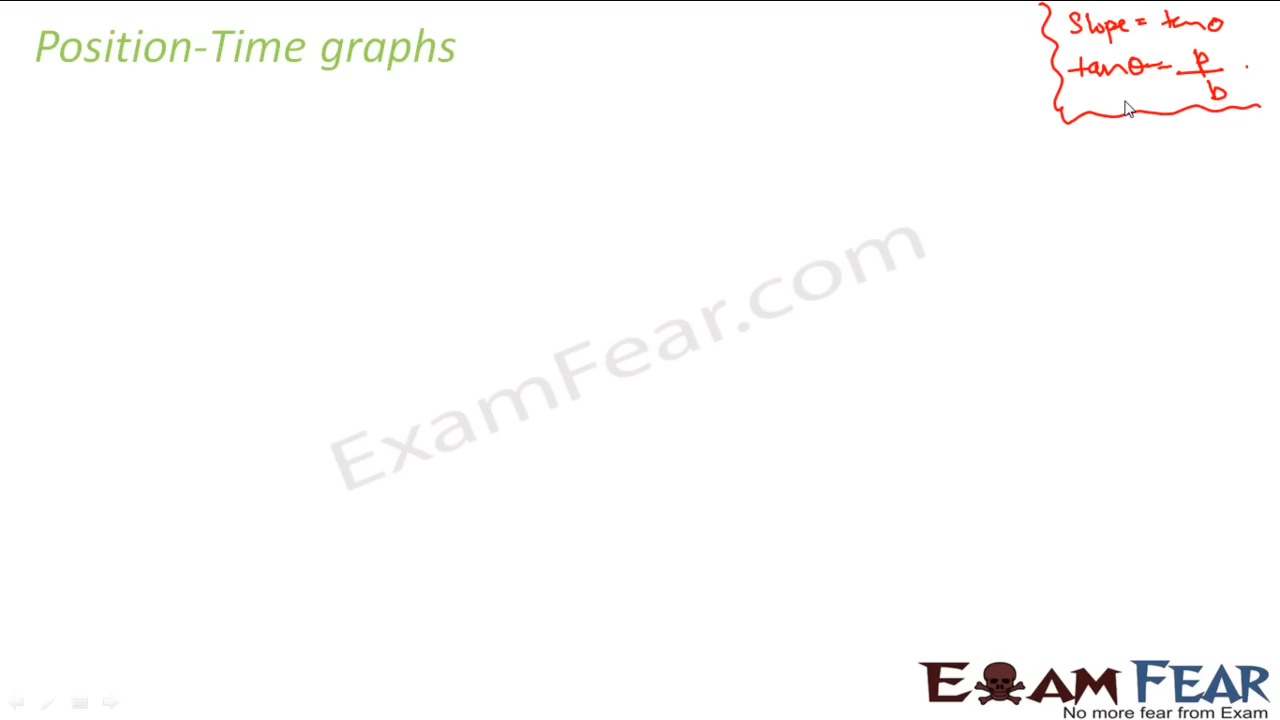 Position-Time graphs
Slope = tanθ
tanθ = p/b
ExamFear.com
EXAM FEAR
No more fear from Exam